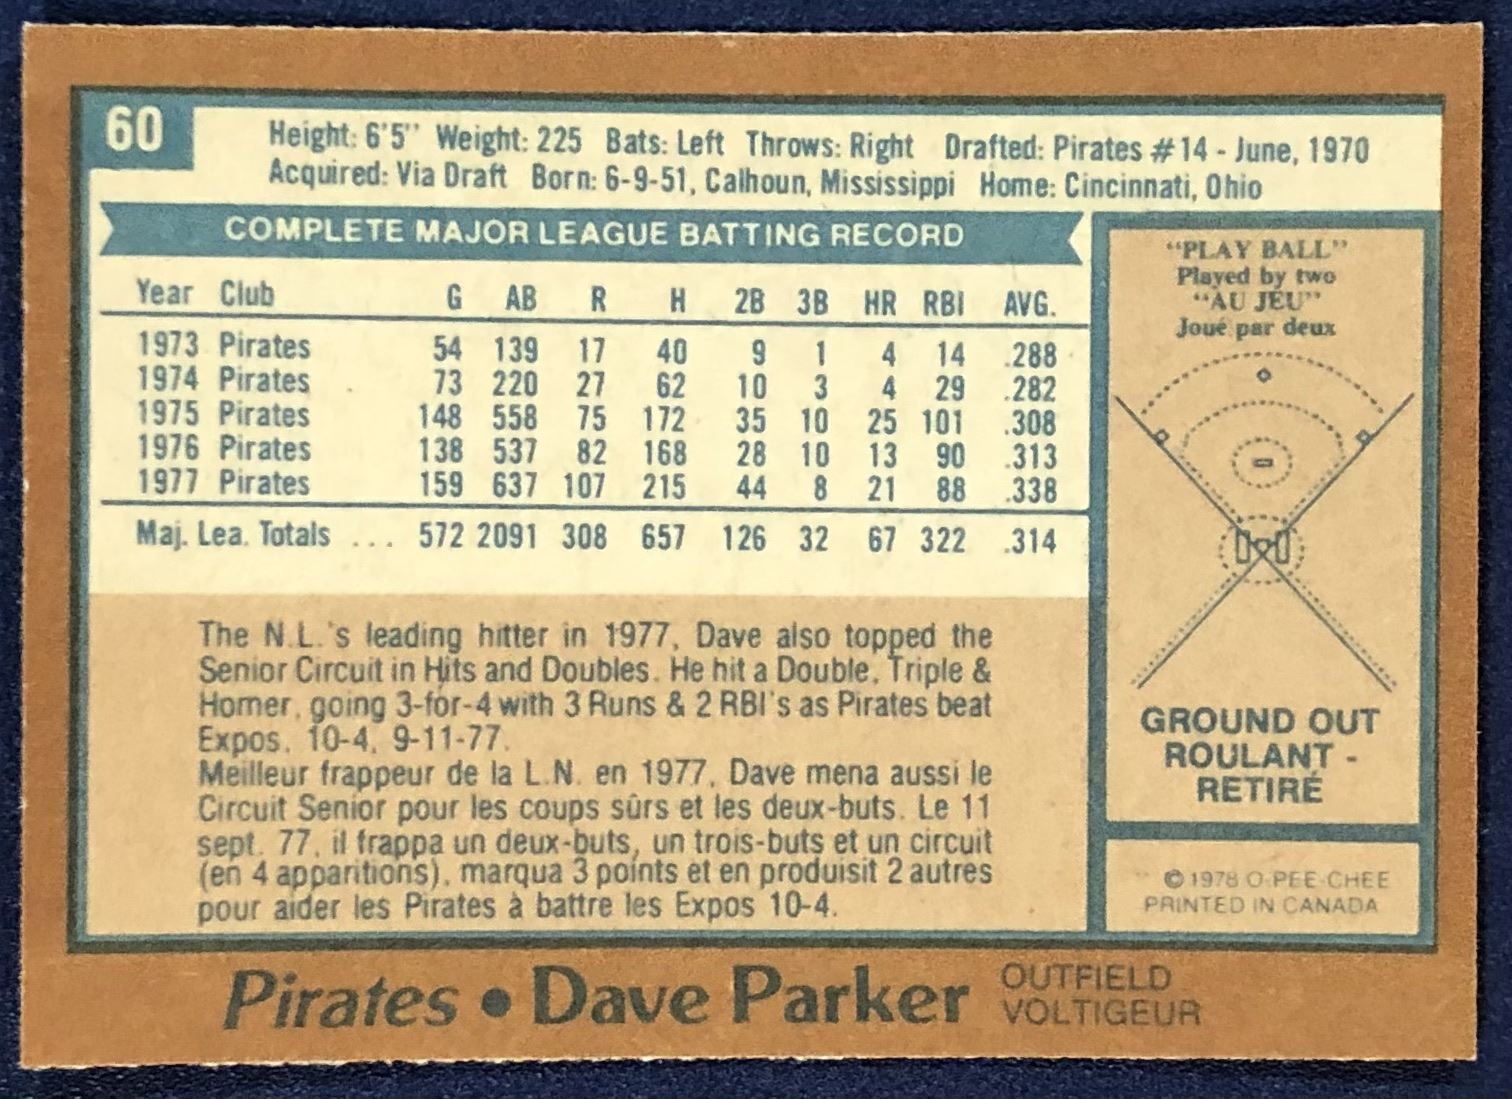 60
Height: 6'5" Weight: 225 Bats: Left Throws: Right Drafted: Pirates #14 - June, 1970
Acquired: Via Draft Born: 6-9-51, Calhoun, Mississippi Home: Cincinnati, Ohio
COMPLETE MAJOR LEAGUE BATTING RECORD
Year Club G AB R H 2B 3B HR RBI AVG.
1973 Pirates 54 139 17 40 9 1 4 14 .288
1974 Pirates 73 220 27 62 10 3 4 29 .282
1975 Pirates 148 558 75 172 35 10 25 101 .308
1976 Pirates 138 537 82 168 28 10 13 90 .313
1977 Pirates 159 637 107 215 44 8 21 88 .338
Maj. Lea. Totals ... 572 2091 308 657 126 32 67 322 .314
The N.L.'s leading hitter in 1977, Dave also topped the
Senior Circuit in Hits and Doubles. He hit a Double, Triple &
Homer, going 3-for-4 with 3 Runs & 2 RBI's as Pirates beat
Expos, 10-4, 9-11-77.
Meilleur frappeur de la L.N. en 1977, Dave mena aussi le
Circuit Senior pour les coups sûrs et les deux-buts. Le 11
sept. 77, il frappa un deux-buts, un trois-buts et un circuit
(en 4 apparitions), marqua 3 points et en produisit 2 autres
pour aider les Pirates à battre les Expos 10-4.
"PLAY BALL"
Played by two
"AU JEU"
Joué par deux
GROUND OUT
ROULANT -
RETIRÉ
© 1978 O-PEE-CHEE
PRINTED IN CANADA
Pirates • Dave Parker OUTFIELD
VOLTIGEUR